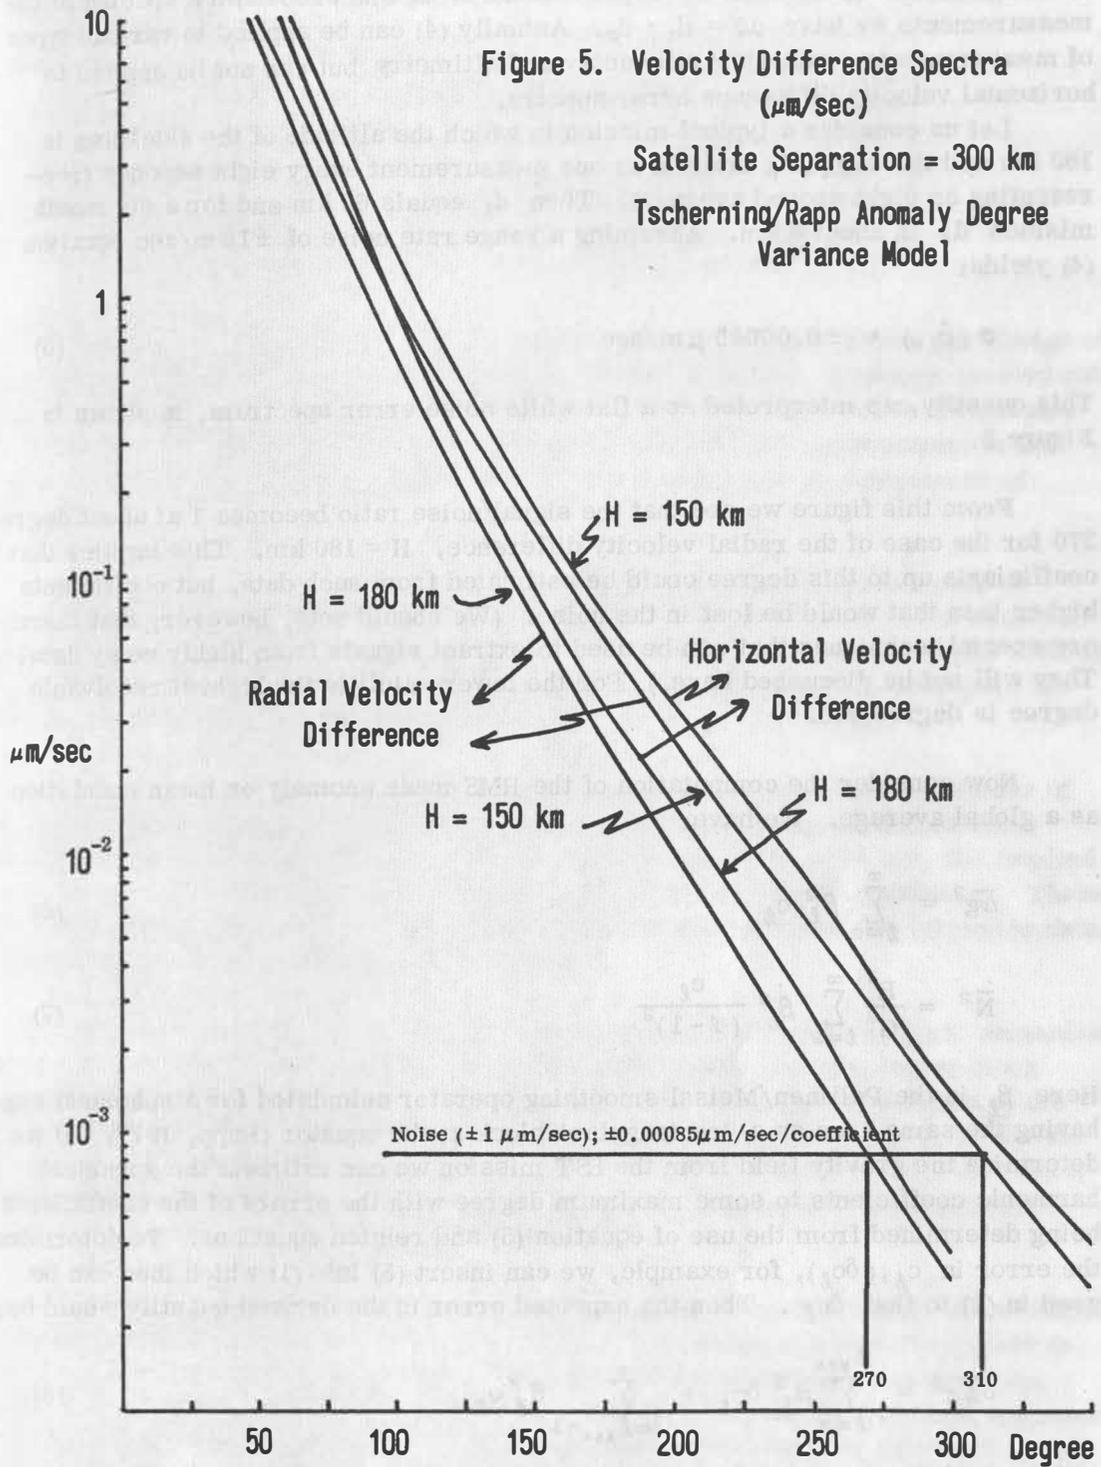 10
Figure 5. Velocity Difference Spectra
(μm/sec)
Satellite Separation = 300 km
Tscherning/Rapp Anomaly Degree
Variance Model
1
H = 150 km
10⁻¹
H = 180 km
Horizontal Velocity
Difference
Radial Velocity
Difference
μm/sec
H = 180 km
H = 150 km
10⁻²
10⁻³
Noise (± 1 μm/sec); ±0.00085μm/sec/coefficient
270 310
50 100 150 200 250 300 Degree